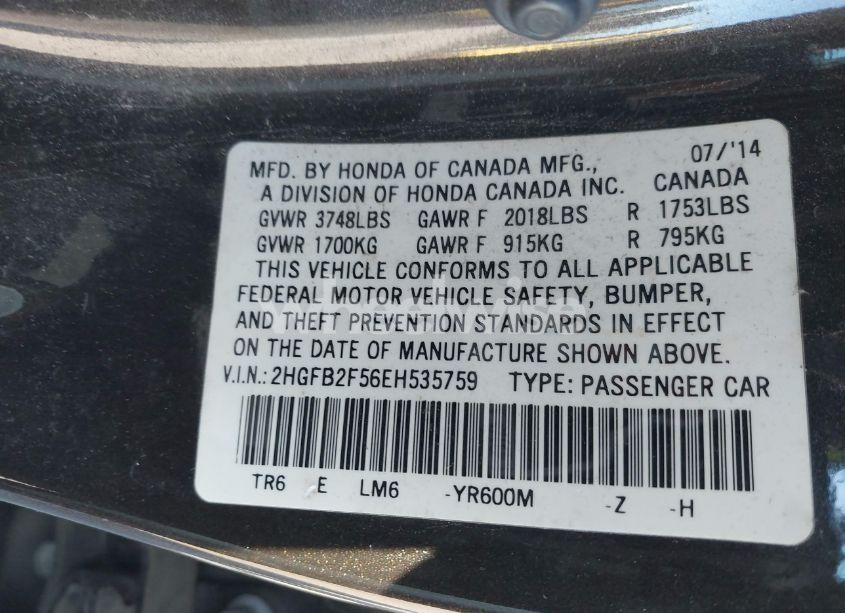 MFD. BY HONDA OF CANADA MFG., 07/'14
A DIVISION OF HONDA CANADA INC. CANADA
GVWR 3748LBS GAWR F 2018LBS R 1753LBS
GVWR 1700KG GAWR F 915KG R 795KG
THIS VEHICLE CONFORMS TO ALL APPLICABLE
FEDERAL MOTOR VEHICLE SAFETY, BUMPER,
AND THEFT PREVENTION STANDARDS IN EFFECT
ON THE DATE OF MANUFACTURE SHOWN ABOVE.
V.I.N.: 2HGFB2F56EH535759 TYPE: PASSENGER CAR
TR6 E LM6 -YR600M -Z -H